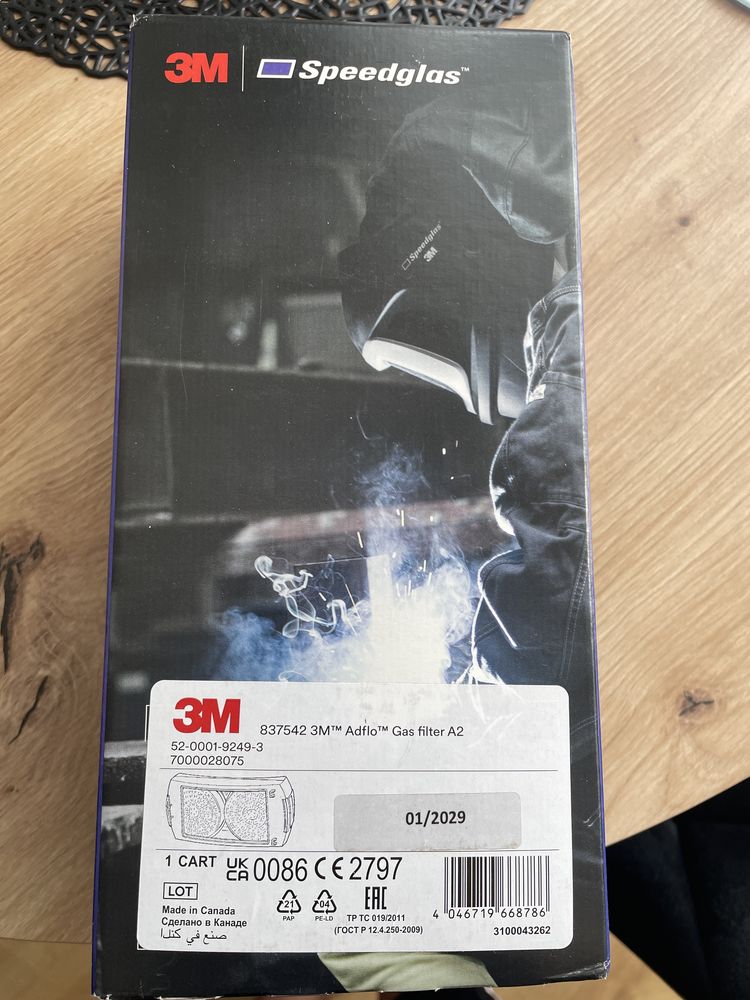 3M Speedglas™
Speedglas
3M
3M
837542 3M™ Adflo™ Gas filter A2
52-0001-9249-3
7000028075
01/2029
1 CART UK CA 0086 CE 2797
LOT
21 04 EAC
PAP PE-LD
Made in Canada
Сделано в Канаде
صنع في كندا
ТР ТС 019/2011
(ГОСТ Р 12.4.250-2009)
4 046719 668786
3100043262